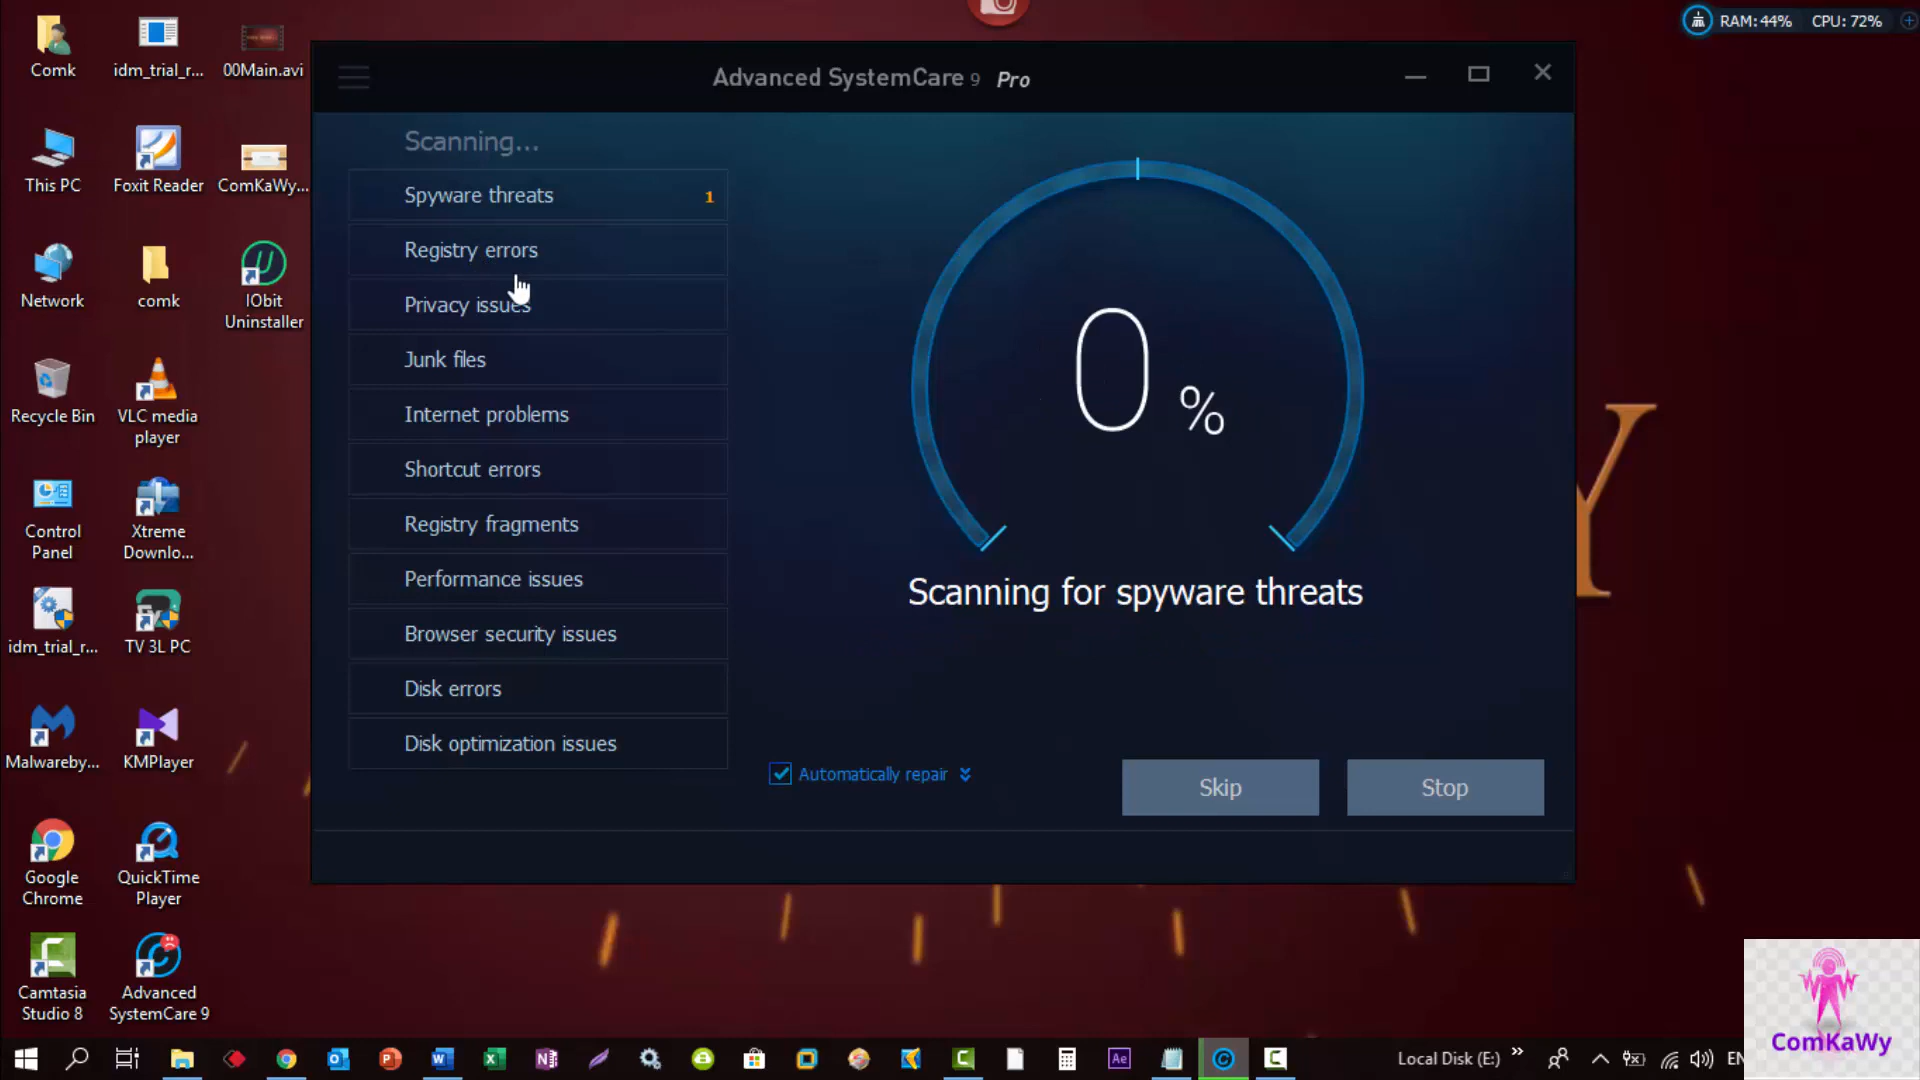 Comk
idm_trial_r...
00Main.avi
This PC
Foxit Reader
ComKaWy...
Network
comk
IObit
Uninstaller
Recycle Bin
VLC media
player
Control
Panel
Xtreme
Downlo...
idm_trial_r...
TV 3L PC
Malwareby...
KMPlayer
Google
Chrome
QuickTime
Player
Camtasia
Studio 8
Advanced
SystemCare 9
RAM:44% CPU: 72%
Advanced SystemCare 9 Pro
Scanning...
Spyware threats 1
Registry errors
Privacy issues
Junk files
Internet problems
Shortcut errors
Registry fragments
Performance issues
Browser security issues
Disk errors
Disk optimization issues
0 %
Scanning for spyware threats
Automatically repair
Skip
Stop
Y
ComKaWy
Local Disk (E:)
EN
Ae